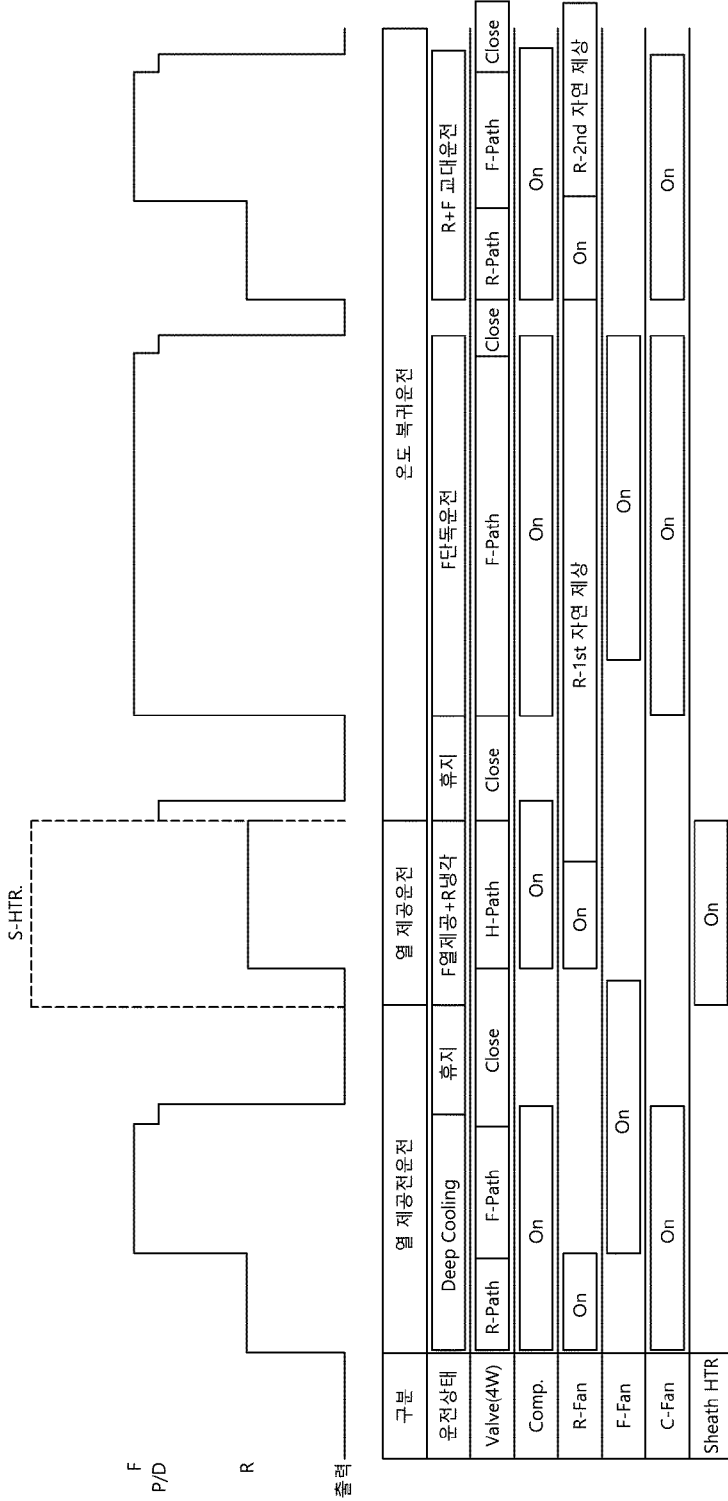 S-HTR.
F
P/D
R
출력
구분 열 제공전운전 열 제공운전 온도 복귀운전
운전상태 Deep Cooling 휴지 F열제공+R냉각 휴지 F단독운전 R+F 교대운전
Valve(4W) R-Path F-Path Close H-Path Close F-Path Close R-Path F-Path Close
Comp. On On On On
R-Fan On On R-1st 자연 제상 On R-2nd 자연 제상
F-Fan On On
C-Fan On On On
Sheath HTR On